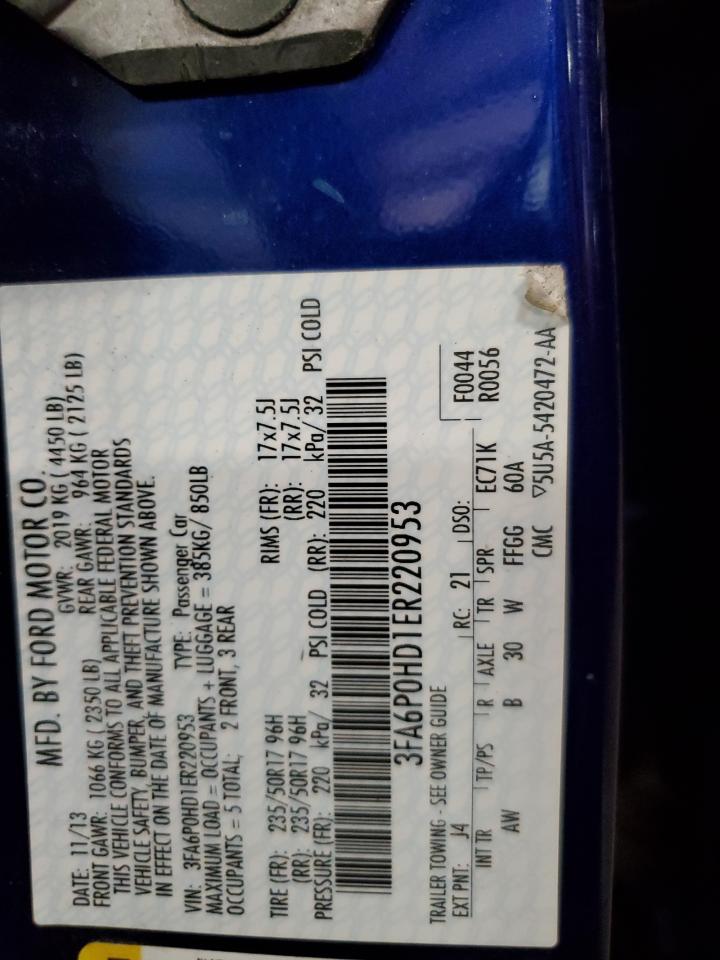 MFD. BY FORD MOTOR CO.
DATE: 11/13 GVWR: 2019 KG ( 4450 LB)
FRONT GAWR: 1066 KG ( 2350 LB) REAR GAWR: 964 KG ( 2125 LB)
THIS VEHICLE CONFORMS TO ALL APPLICABLE FEDERAL MOTOR
VEHICLE SAFETY, BUMPER, AND THEFT PREVENTION STANDARDS
IN EFFECT ON THE DATE OF MANUFACTURE SHOWN ABOVE.
VIN: 3FA6P0HD1ER220953 TYPE: Passenger Car
MAXIMUM LOAD = OCCUPANTS + LUGGAGE = 385KG/ 850LB
OCCUPANTS = 5 TOTAL: 2 FRONT, 3 REAR
TIRE (FR): 235/50R17 96H RIMS (FR): 17x7.5J
(RR): 235/50R17 96H (RR): 17x7.5J
PRESSURE (FR): 220 kPa/ 32 PSI COLD (RR): 220 kPa/ 32 PSI COLD
3FA6P0HD1ER220953
TRAILER TOWING - SEE OWNER GUIDE
EXT PNT: J4 RC: 21 DSO: F0044
R0056
INT TR TP/PS R AXLE TR SPR EC71K
AW B 30 W FFGG 60A
CMC ▽5U5A-5420472-AA